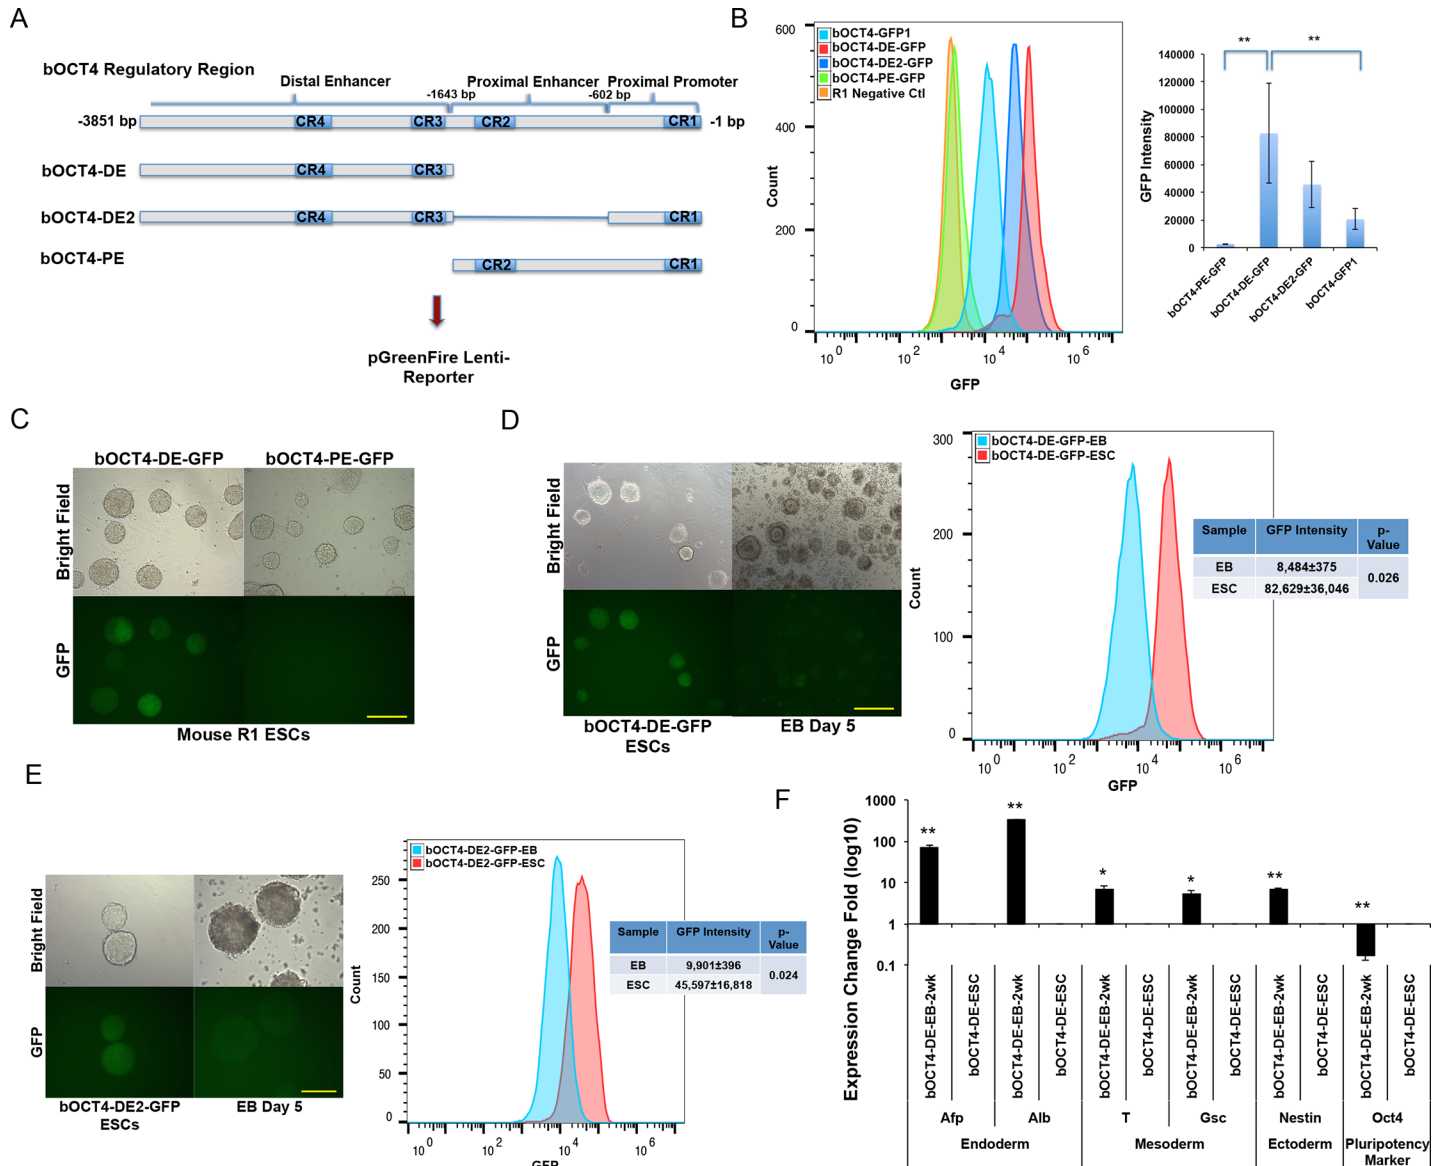 A
bOCT4 Regulatory Region
Distal Enhancer
Proximal Enhancer
Proximal Promoter
-1643 bp
-602 bp
-3851 bp
CR4
CR3
CR2
CR1
-1 bp
bOCT4-DE
CR4
CR3
bOCT4-DE2
CR4
CR3
CR1
bOCT4-PE
CR2
CR1
pGreenFire Lenti-
Reporter
B
600
400
200
0
Count
bOCT4-GFP1
bOCT4-DE-GFP
bOCT4-DE2-GFP
bOCT4-PE-GFP
R1 Negative Ctl
10 0
10 2
10 4
10 6
GFP
** **
140000
120000
100000
80000
60000
40000
20000
0
GFP Intensity
bOCT4-PE-GFP
bOCT4-DE-GFP
bOCT4-DE2-GFP
bOCT4-GFP1
C
bOCT4-DE-GFP
bOCT4-PE-GFP
Bright Field
GFP
Mouse R1 ESCs
D
Bright Field
GFP
bOCT4-DE-GFP
ESCs
EB Day 5
300
200
100
0
Count
bOCT4-DE-GFP-EB
bOCT4-DE-GFP-ESC
10 0
10 2
10 4
10 6
GFP
Sample GFP Intensity p-
Value
EB 8,484±375 0.026
ESC 82,629±36,046
E
Bright Field
GFP
bOCT4-DE2-GFP
ESCs
EB Day 5
250
200
150
100
50
0
Count
bOCT4-DE2-GFP-EB
bOCT4-DE2-GFP-ESC
10 0
10 2
10 4
10 6
GFP
Sample GFP Intensity p-
Value
EB 9,901±396 0.024
ESC 45,597±16,818
F
Expression Change Fold (log10)
1000
100
10
1
0.1
** ** * * ** **
bOCT4-DE-EB-2wk
bOCT4-DE-ESC
bOCT4-DE-EB-2wk
bOCT4-DE-ESC
bOCT4-DE-EB-2wk
bOCT4-DE-ESC
bOCT4-DE-EB-2wk
bOCT4-DE-ESC
bOCT4-DE-EB-2wk
bOCT4-DE-ESC
bOCT4-DE-EB-2wk
bOCT4-DE-ESC
Afp Alb T Gsc Nestin Oct4
Endoderm Mesoderm Ectoderm Pluripotency
Marker